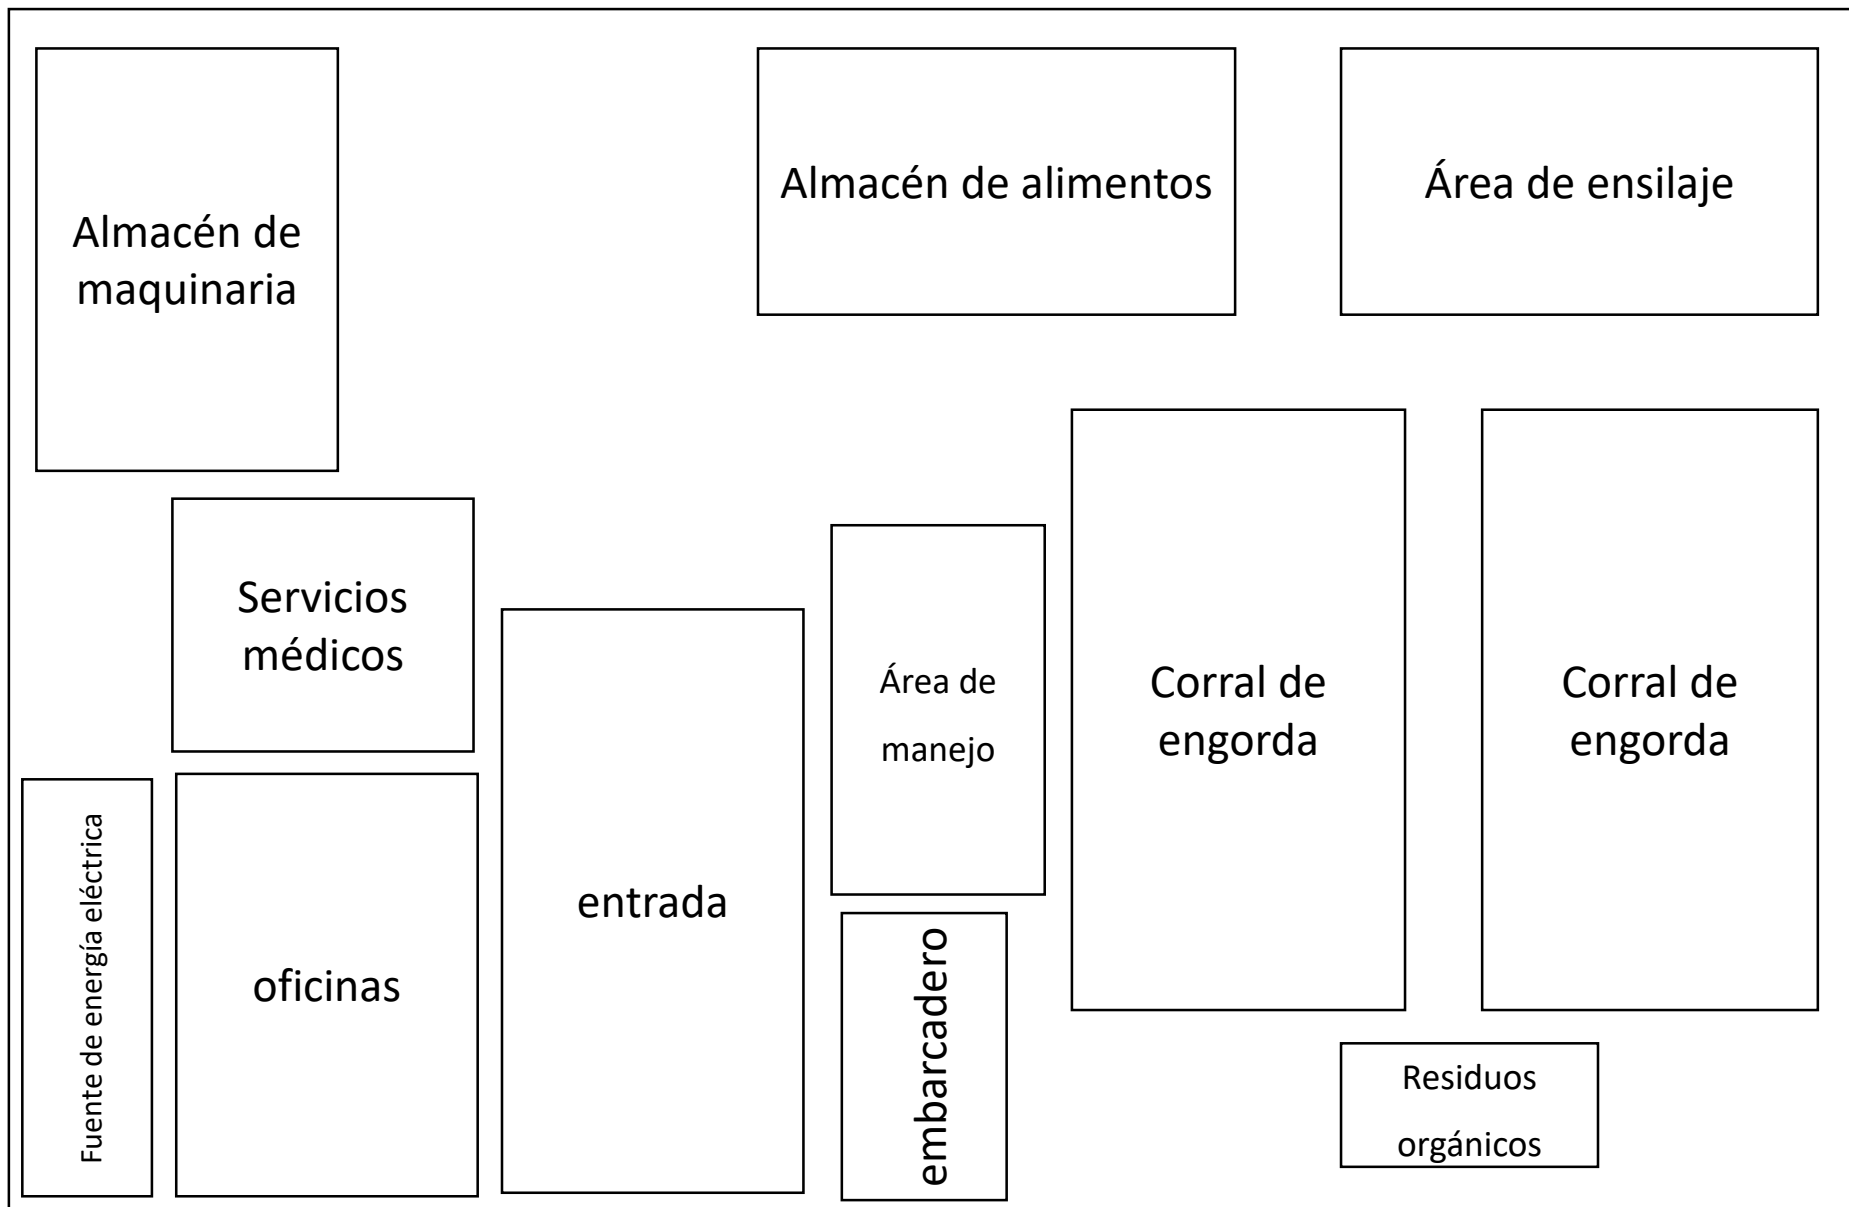 Almacén de
maquinaria
Almacén de alimentos
Área de ensilaje
Servicios
médicos
Área de
manejo
Corral de
engorda
Corral de
engorda
Fuente de energía eléctrica
oficinas
entrada
embarcadero
Residuos
orgánicos